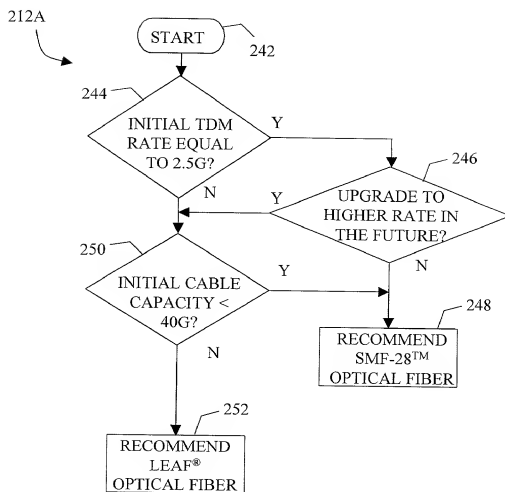 212A
START
242
244
INITIAL TDM
RATE EQUAL
TO 2.5G?
Y
N
246
UPGRADE TO
HIGHER RATE IN
THE FUTURE?
Y
N
250
INITIAL CABLE
CAPACITY <
40G?
Y
N
248
RECOMMEND
SMF-28™
OPTICAL FIBER
252
RECOMMEND
LEAF®
OPTICAL FIBER